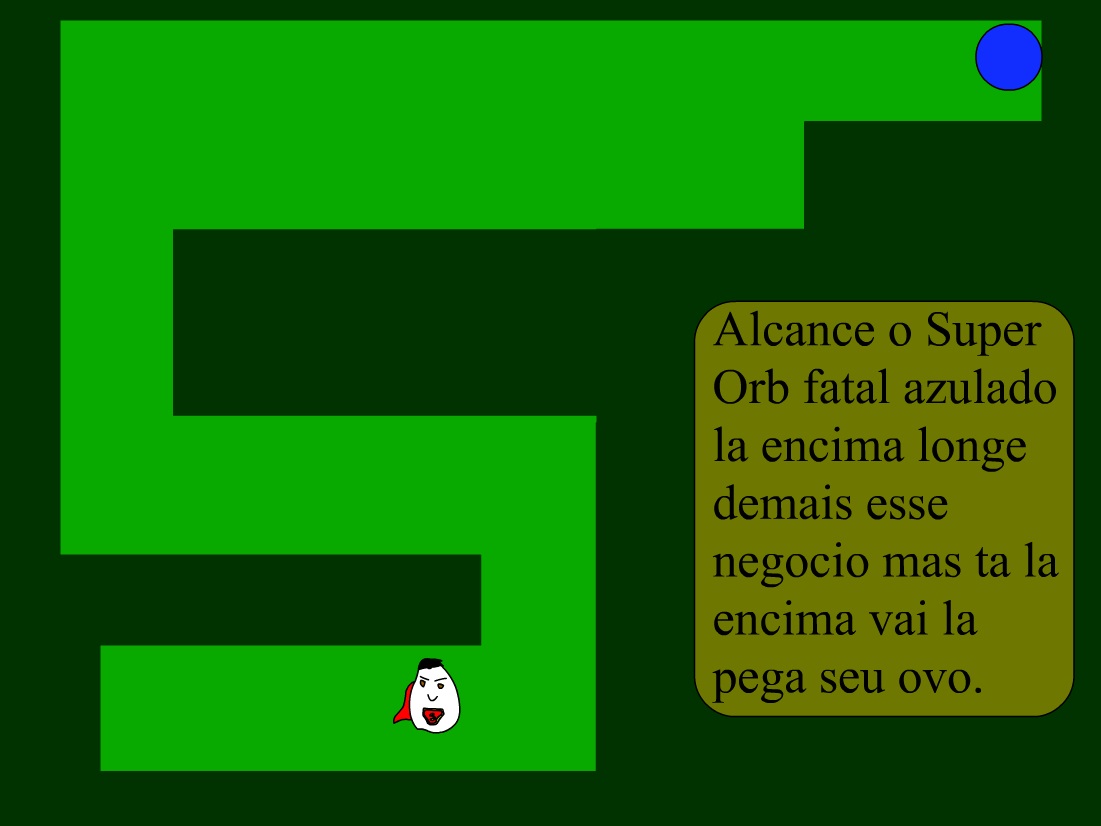 Alcance o Super
Orb fatal azulado
la encima longe
demais esse
negocio mas ta la
encima vai la
pega seu ovo.